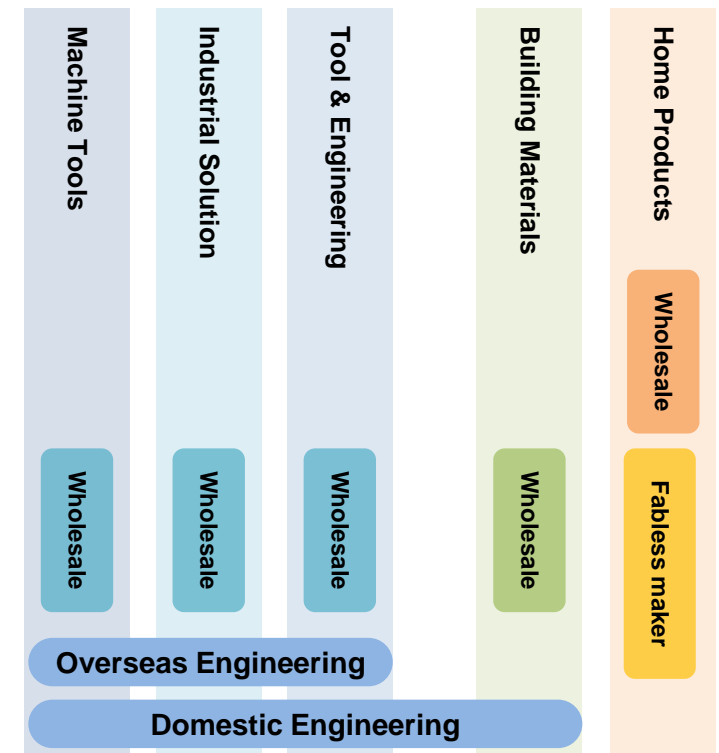 Machine Tools
Industrial Solution
Tool & Engineering
Building Materials
Home Products
Wholesale
Wholesale
Wholesale
Wholesale
Wholesale
Fabless maker
Overseas Engineering
Domestic Engineering